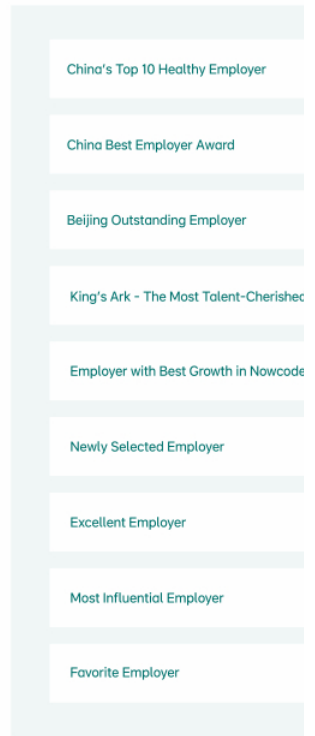 China's Top 10 Healthy Employer
China Best Employer Award
Beijing Outstanding Employer
King's Ark - The Most Talent-Cherished
Employer with Best Growth in Nowcode
Newly Selected Employer
Excellent Employer
Most Influential Employer
Favorite Employer